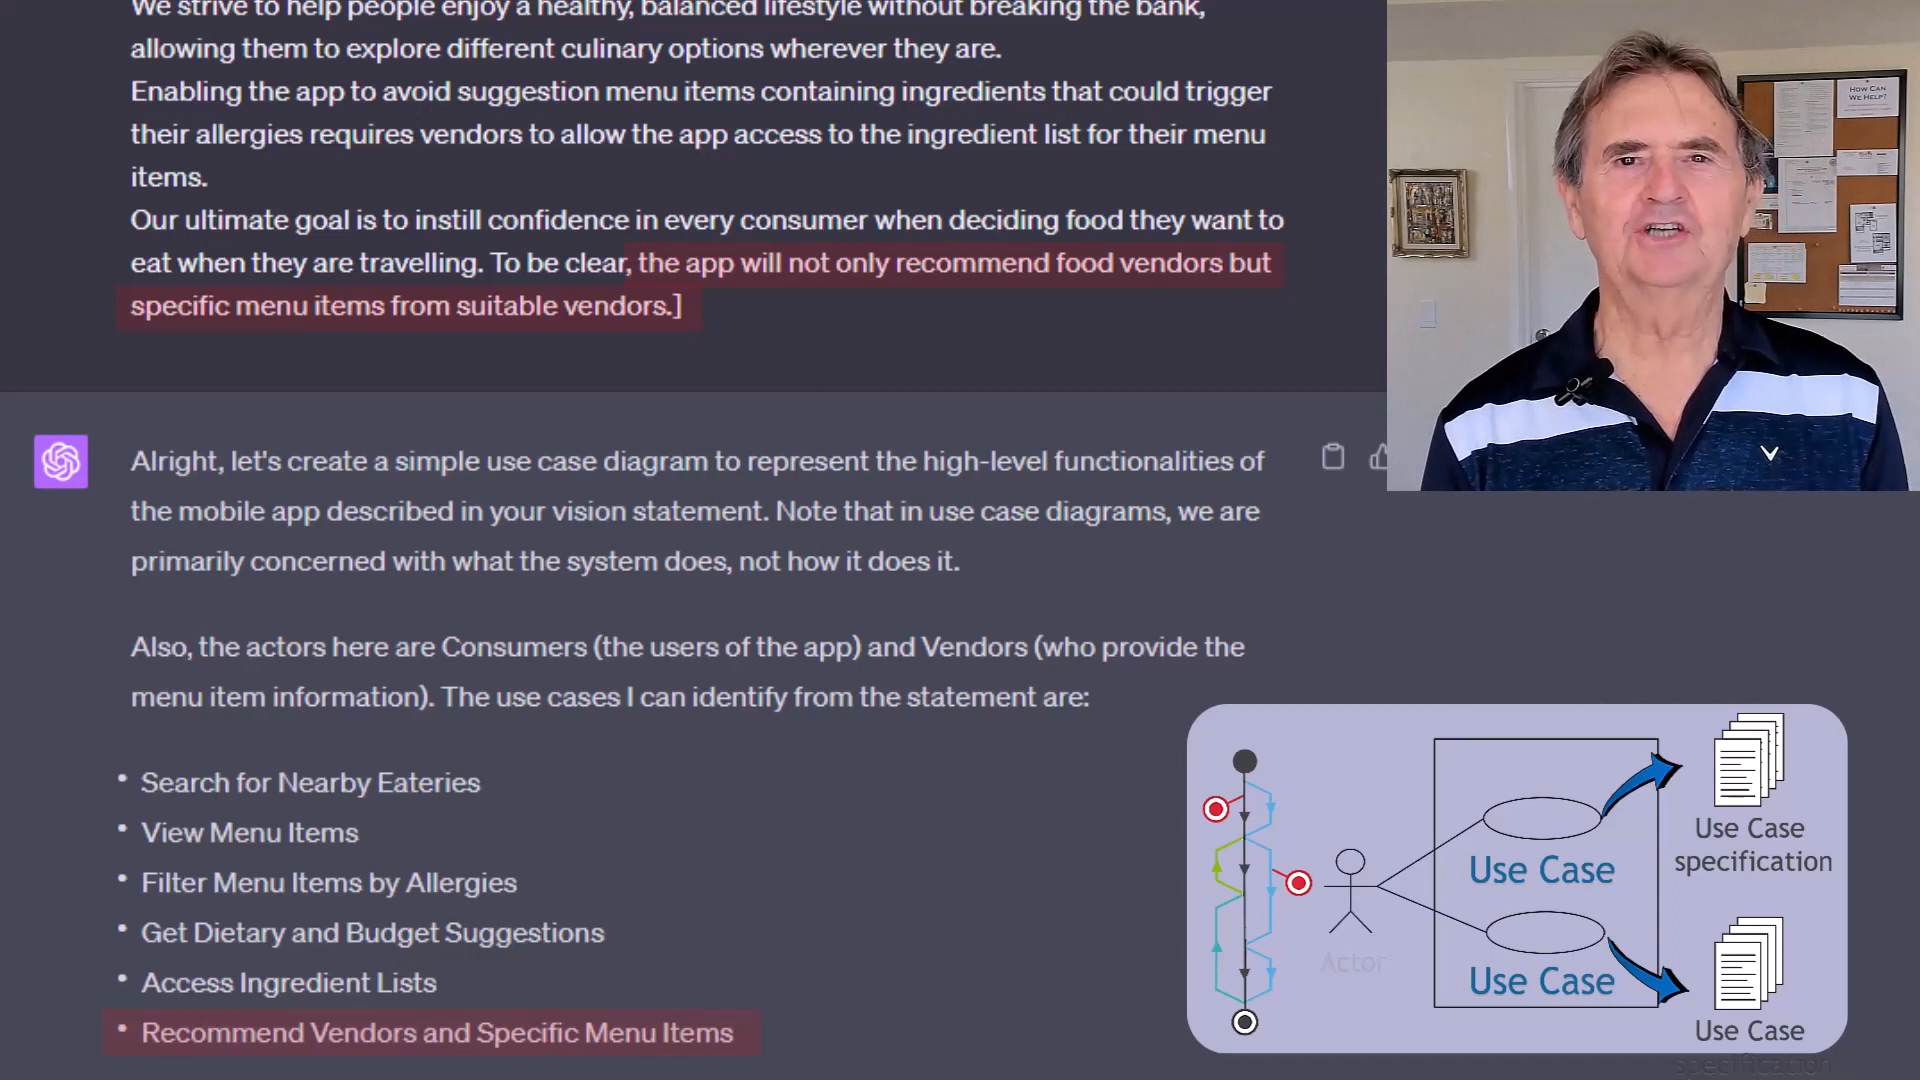 We strive to help people enjoy a healthy, balanced lifestyle without breaking the bank,
allowing them to explore different culinary options wherever they are.
Enabling the app to avoid suggestion menu items containing ingredients that could trigger
their allergies requires vendors to allow the app access to the ingredient list for their menu
items.
Our ultimate goal is to instill confidence in every consumer when deciding food they want to
eat when they are travelling. To be clear, the app will not only recommend food vendors but
specific menu items from suitable vendors.]
HOW CAN
WE HELP?
Alright, let's create a simple use case diagram to represent the high-level functionalities of
the mobile app described in your vision statement. Note that in use case diagrams, we are
primarily concerned with what the system does, not how it does it.
Also, the actors here are Consumers (the users of the app) and Vendors (who provide the
menu item information). The use cases I can identify from the statement are:
• Search for Nearby Eateries
• View Menu Items
• Filter Menu Items by Allergies
• Get Dietary and Budget Suggestions
• Access Ingredient Lists
• Recommend Vendors and Specific Menu Items
Actor
Use Case
Use Case
Use Case
specification
Use Case
specification